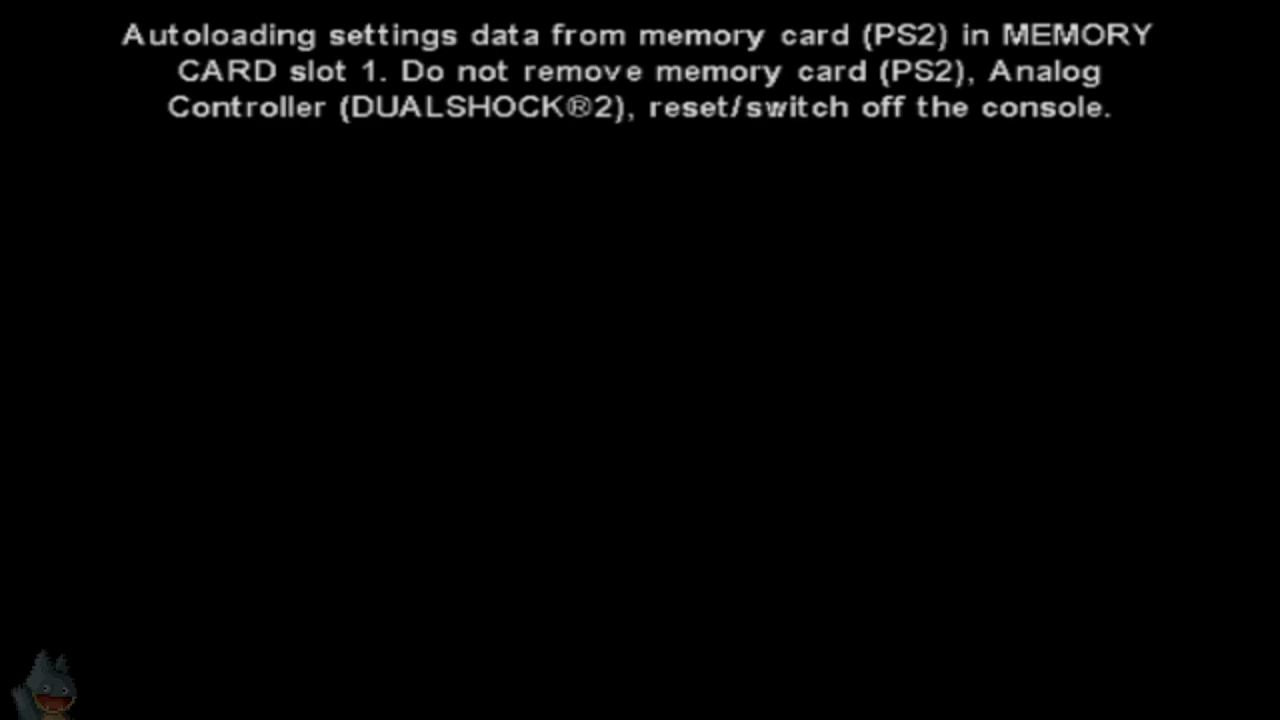 Autoloading settings data from memory card (PS2) in MEMORY
CARD slot 1. Do not remove memory card (PS2), Analog
Controller (DUALSHOCK®2), reset/switch off the console.